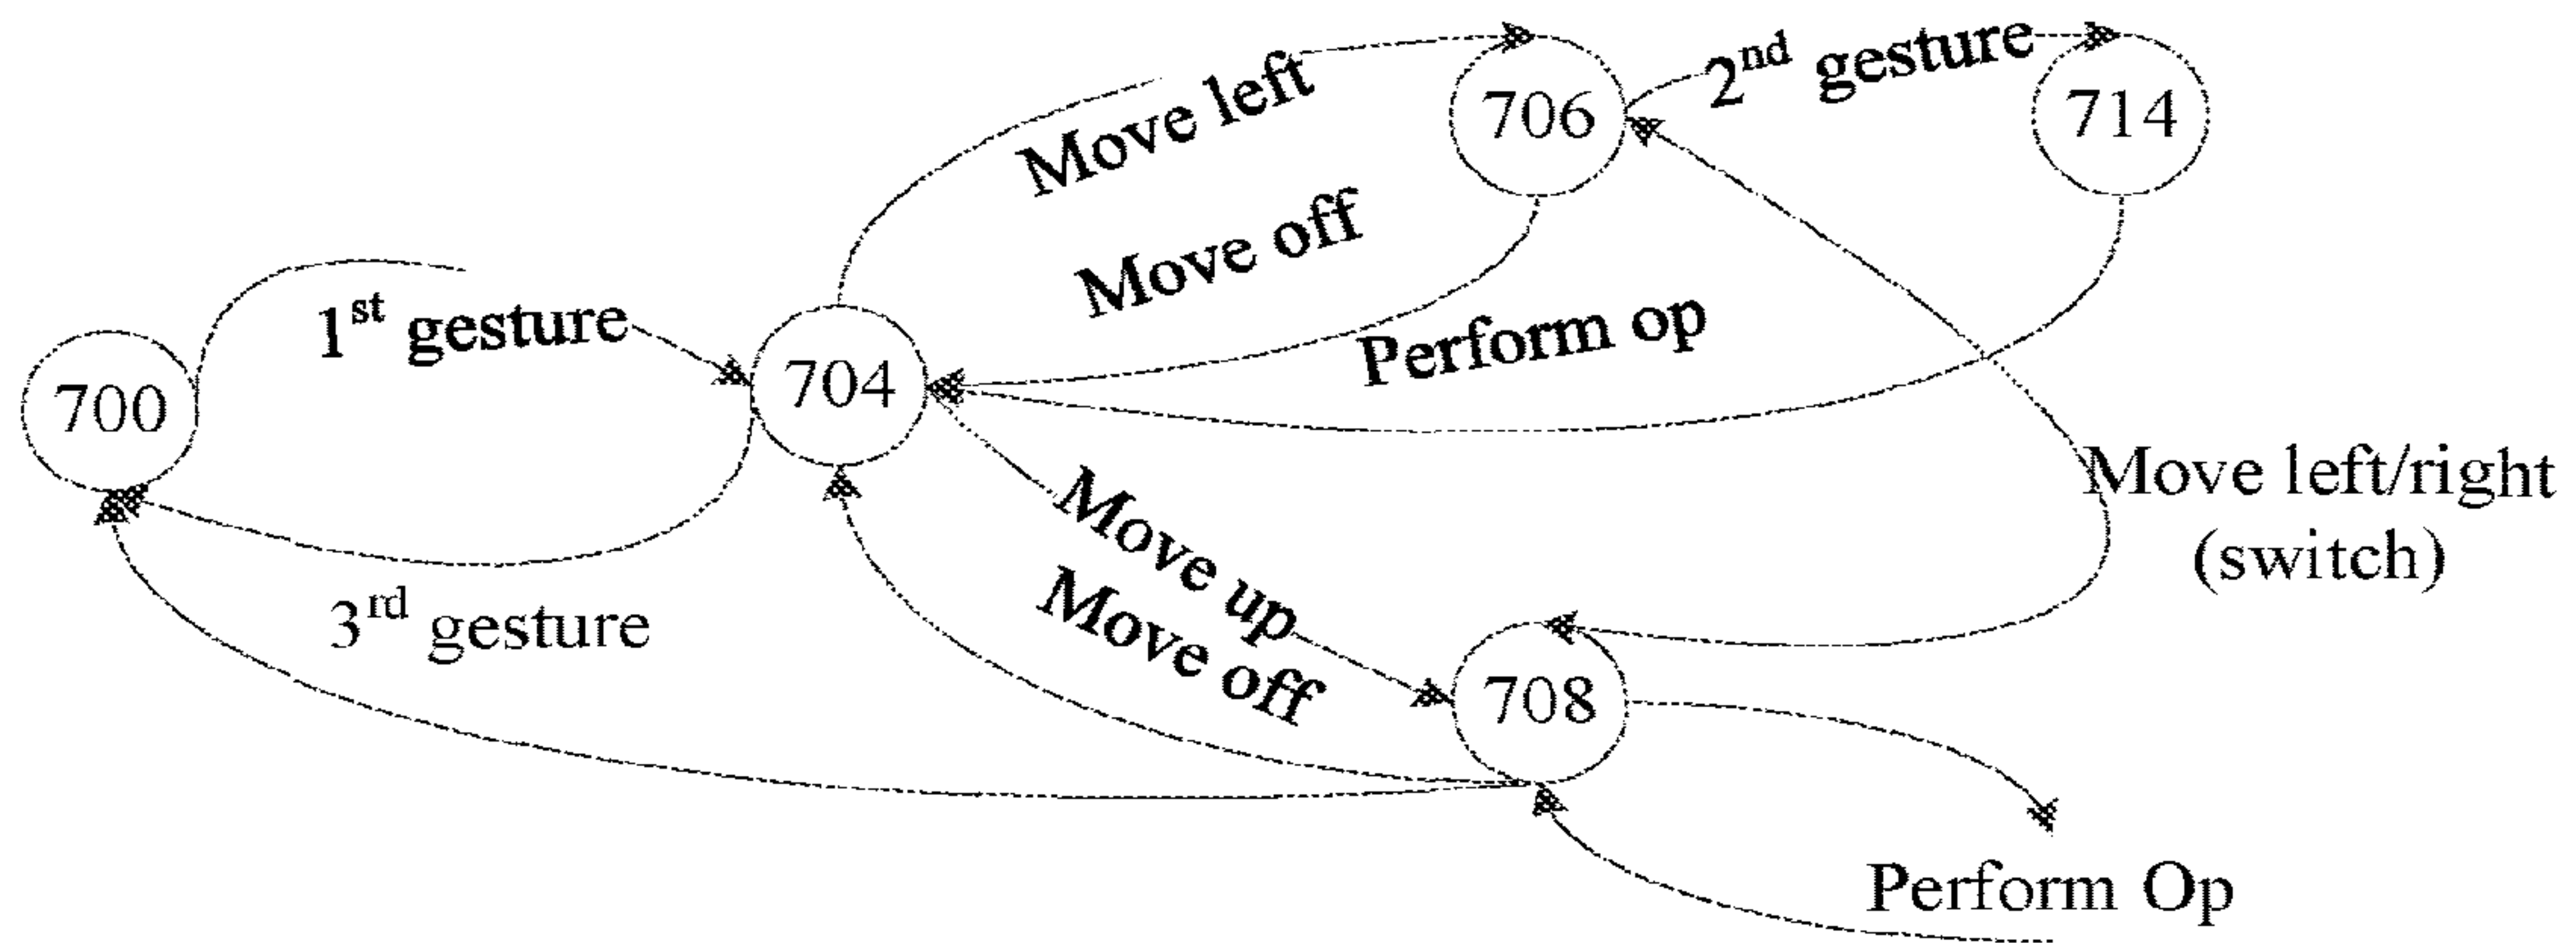 Move left
706
2nd gesture
714
Move off
1st gesture
Perform op
700
704
Move left/right
(switch)
Move up
Move off
3rd gesture
708
Perform Op